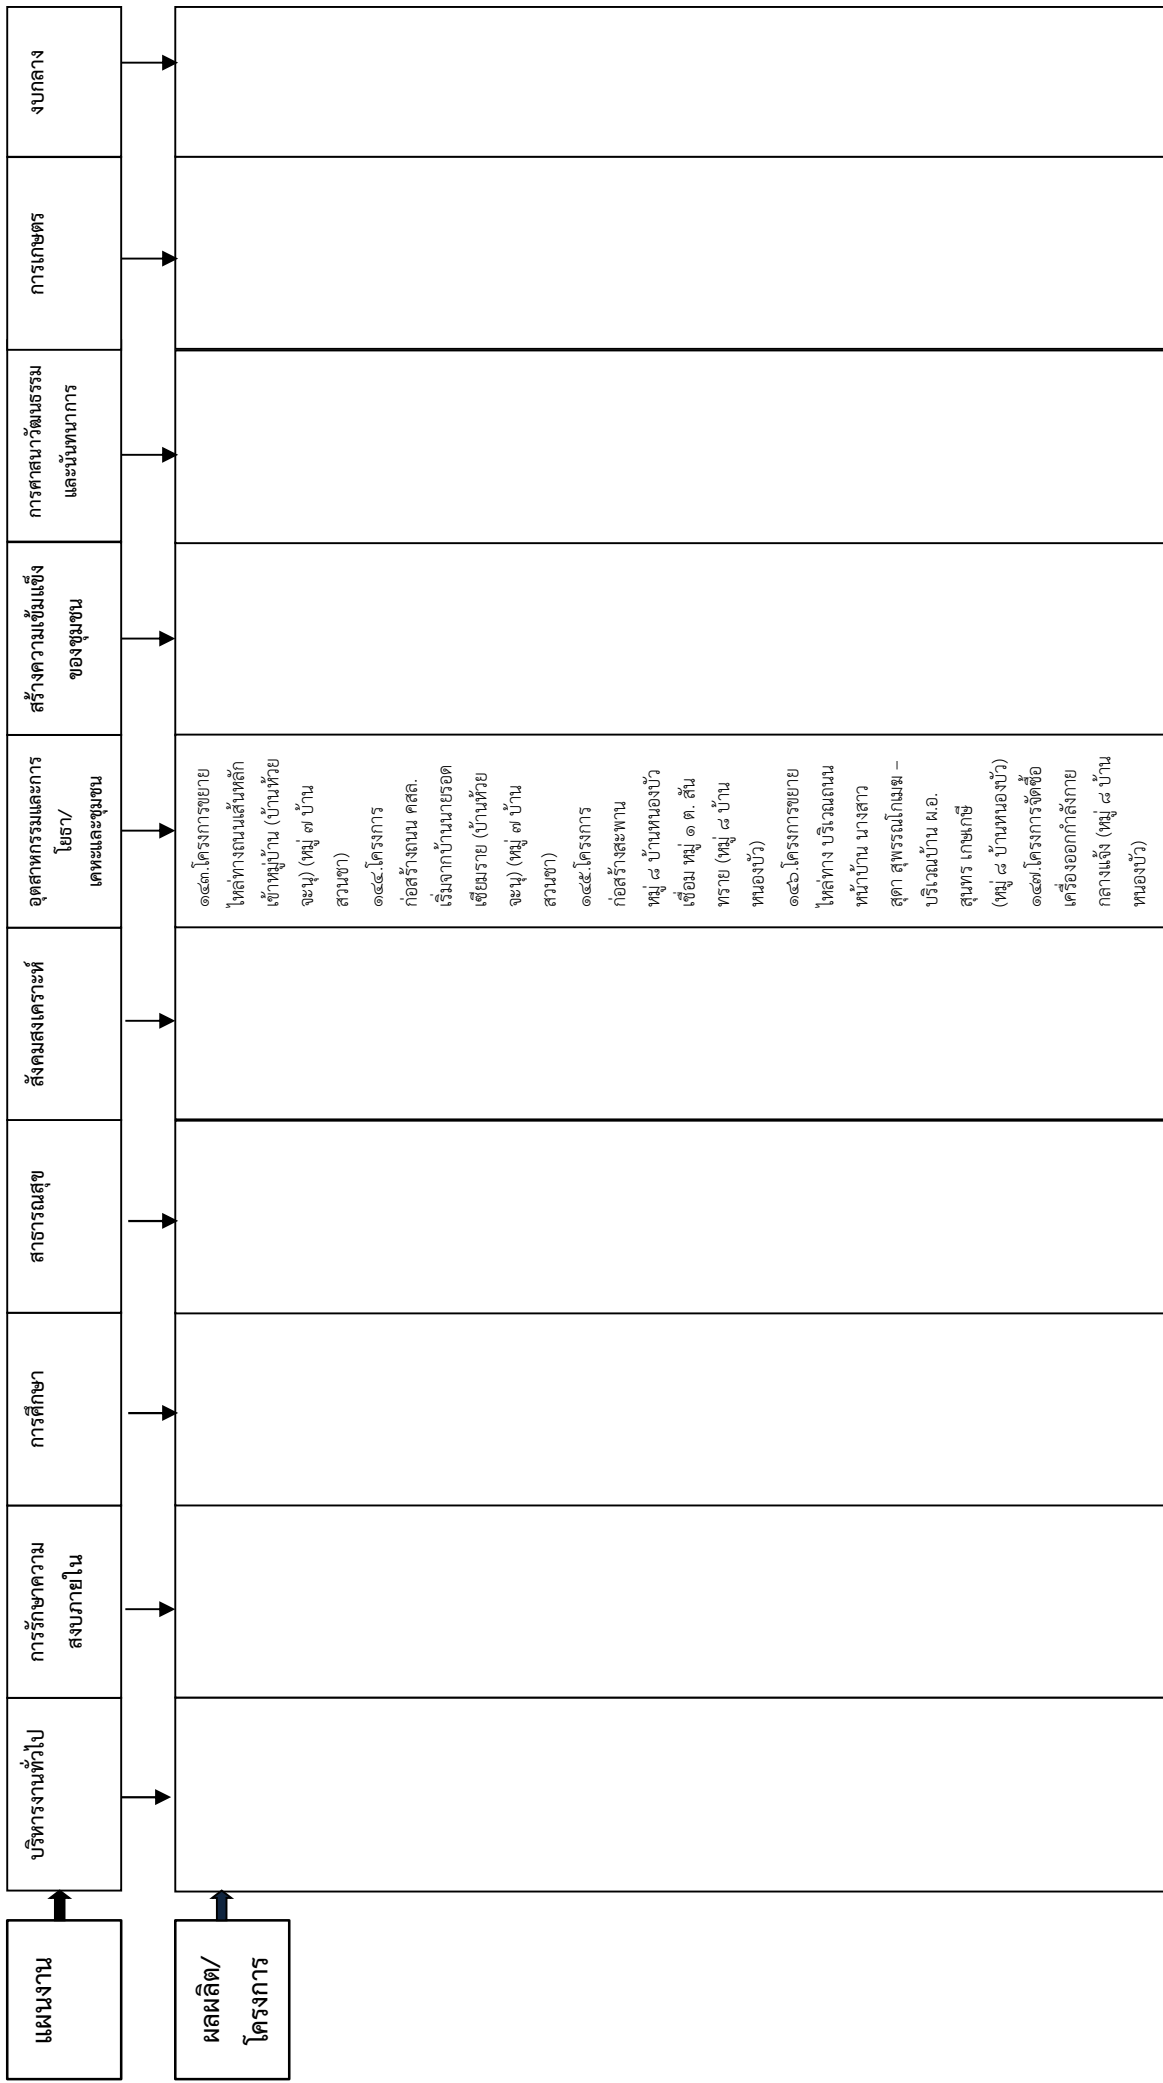 แผนงาน
บริหารงานทั่วไป
การรักษาความ
สงบภายใน
การศึกษา
สาธารณสุข
สังคมสงเคราะห์
อุตสาหกรรมและการ
โยธา/
เคหะและชุมชน
สร้างความเข้มแข็ง
ของชุมชน
การศาสนาวัฒนธรรม
และนันทนาการ
การเกษตร
งบกลาง
ผลผลิต/
โครงการ
๑๔๓.โครงการขยาย
ไหล่ทางถนนเส้นหลัก
เข้าหมู่บ้าน (บ้านห้วย
จะนุ) (หมู่ ๗ บ้าน
สวนชา)
๑๔๔.โครงการ
ก่อสร้างถนน คสล.
เริ่มจากบ้านนายรอด
เซียมราย (บ้านห้วย
จะนุ) (หมู่ ๗ บ้าน
สวนชา)
๑๔๕.โครงการ
ก่อสร้างสะพาน
หมู่ ๘ บ้านหนองบัว
เชื่อม หมู่ ๑ ต. สัน
ทราย (หมู่ ๘ บ้าน
หนองบัว)
๑๔๖.โครงการขยาย
ไหล่ทาง บริเวณถนน
หน้าบ้าน นางสาว
สุดา สุพรรณโกเมฆ –
บริเวณบ้าน ผ.อ.
สุนทร เกษเกษี
(หมู่ ๘ บ้านหนองบัว)
๑๔๗.โครงการจัดซื้อ
เครื่องออกกำลังกาย
กลางแจ้ง (หมู่ ๘ บ้าน
หนองบัว)